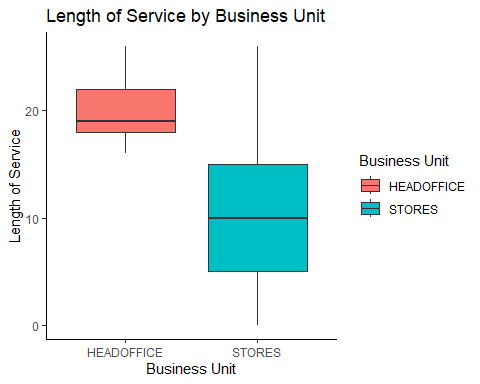 Length of Service by Business Unit
Length of Service
20
10
0
HEADOFFICE
STORES
Business Unit
Business Unit
HEADOFFICE
STORES